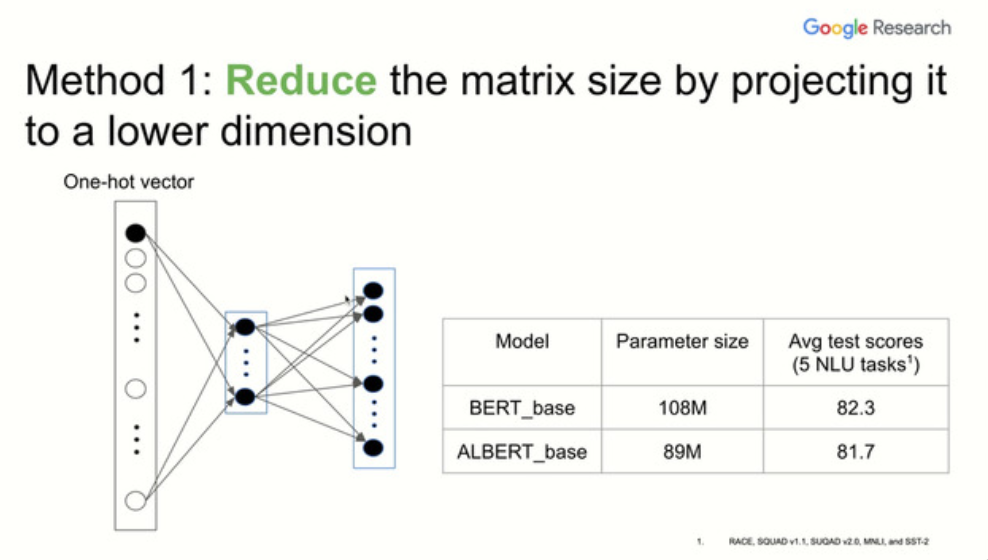 Google Research
Method 1: Reduce the matrix size by projecting it
to a lower dimension
One-hot vector
Model Parameter size Avg test scores
(5 NLU tasks¹)
BERT_base 108M 82.3
ALBERT_base 89M 81.7
1. RACE, SQUAD v1.1, SUQAD v2.0, MNLI, and SST-2